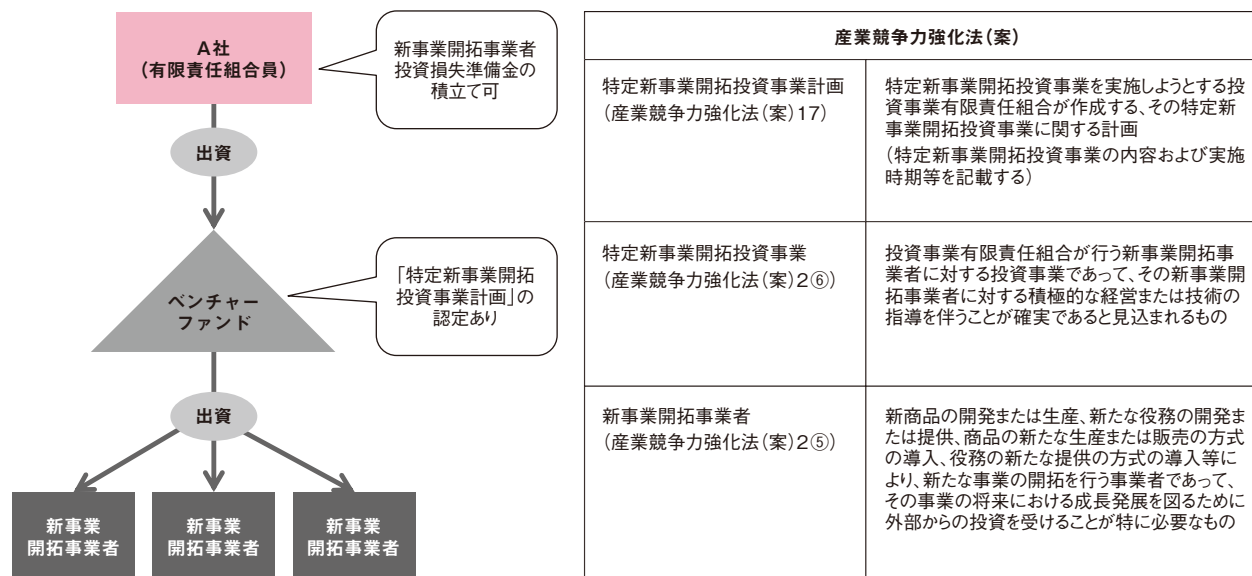 A社
(有限責任組合員)
新事業開拓事業者
投資損失準備金の
積立て可
出資
ベンチャー
ファンド
「特定新事業開拓
投資事業計画」の
認定あり
出資
新事業
開拓事業者
新事業
開拓事業者
新事業
開拓事業者
産業競争力強化法(案)
特定新事業開拓投資事業計画
(産業競争力強化法(案)17)
特定新事業開拓投資事業を実施しようとする投
資事業有限責任組合が作成する、その特定新
事業開拓投資事業に関する計画
(特定新事業開拓投資事業の内容および実施
時期等を記載する)
特定新事業開拓投資事業
(産業競争力強化法(案)2⑥)
投資事業有限責任組合が行う新事業開拓事
業者に対する投資事業であって、その新事業開
拓事業者に対する積極的な経営または技術の
指導を伴うことが確実であると見込まれるもの
新事業開拓事業者
(産業競争力強化法(案)2⑤)
新商品の開発または生産、新たな役務の開発ま
たは提供、商品の新たな生産または販売の方式
の導入、役務の新たな提供の方式の導入等に
より、新たな事業の開拓を行う事業者であって、
その事業の将来における成長発展を図るために
外部からの投資を受けることが特に必要なもの